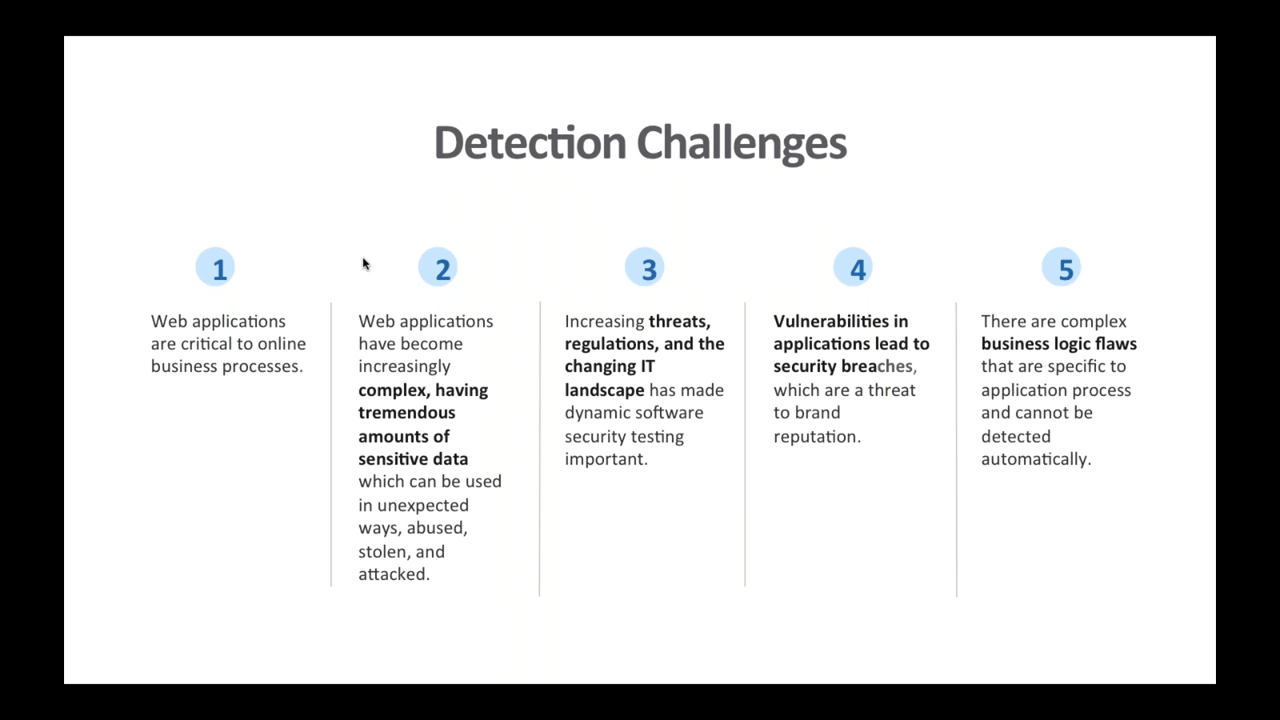 Detection Challenges
1
Web applications
are critical to online
business processes.
2
Web applications
have become
increasingly
complex, having
tremendous
amounts of
sensitive data
which can be used
in unexpected
ways, abused,
stolen, and
attacked.
3
Increasing threats,
regulations, and the
changing IT
landscape has made
dynamic software
security testing
important.
4
Vulnerabilities in
applications lead to
security breaches,
which are a threat
to brand
reputation.
5
There are complex
business logic flaws
that are specific to
application process
and cannot be
detected
automatically.